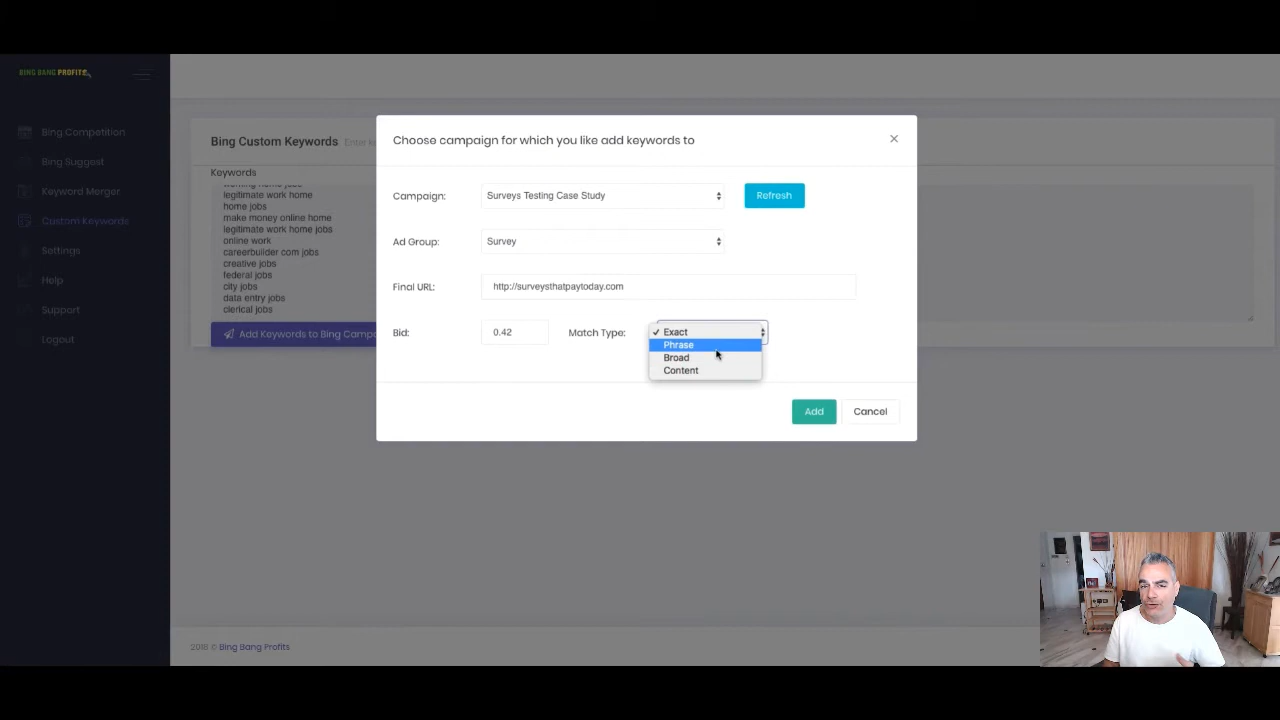 BING BANG PROFITS
Bing Competition
Bing Suggest
Keyword Merger
Custom Keywords
Settings
Help
Support
Logout
Bing Custom Keywords
Keywords
legitimate work home
home jobs
make money online home
legitimate work home jobs
online work
careerbuilder com jobs
creative jobs
federal jobs
city jobs
data entry jobs
clerical jobs
Add Keywords to Bing Campa
Choose campaign for which you like add keywords to
×
Campaign: Surveys Testing Case Study Refresh
Ad Group: Survey
Final URL: http://surveysthatpaytoday.com
Bid: 0.42 Match Type: ✓ Exact
Phrase
Broad
Content
Add Cancel
2018 © Bing Bang Profits